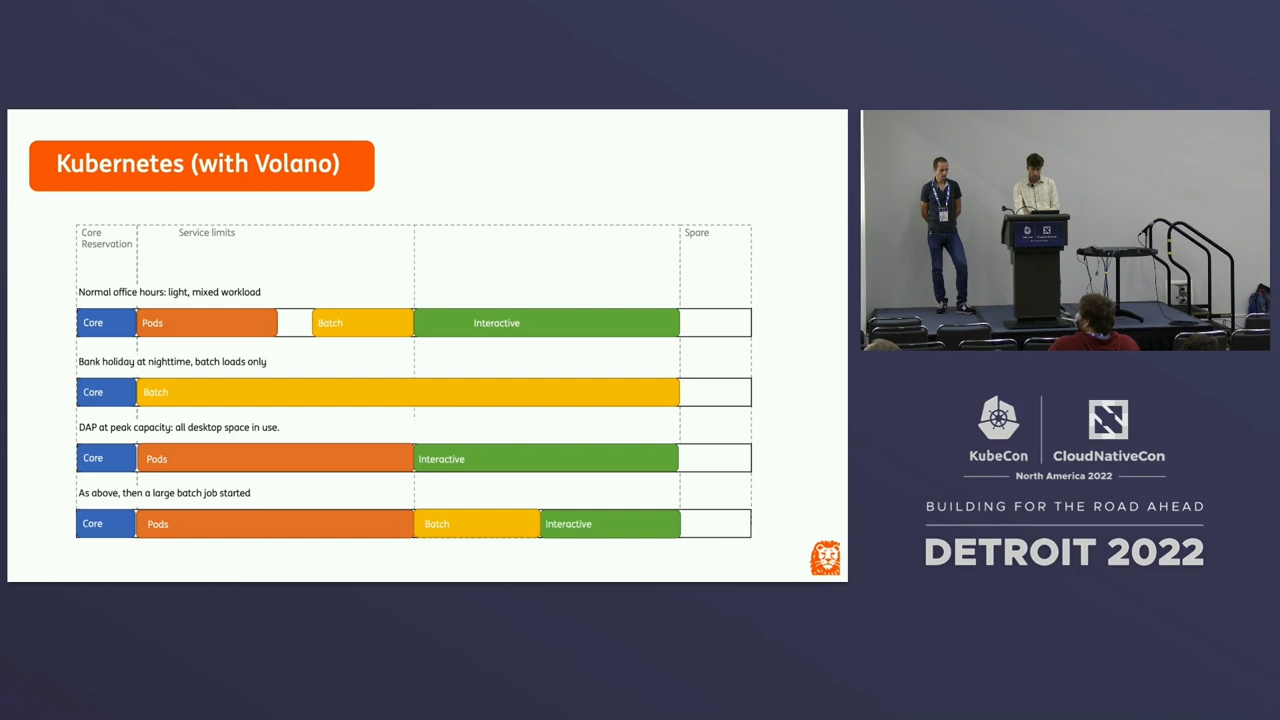 Kubernetes (with Volano)
Core
Reservation
Service limits
Spare
Normal office hours: light, mixed workload
Core
Pods
Batch
Interactive
Bank holiday at nighttime, batch loads only
Core
Batch
DAP at peak capacity: all desktop space in use.
Core
Pods
Interactive
As above, then a large batch job started
Core
Pods
Batch
Interactive
KubeCon
CloudNativeCon
North America 2022
BUILDING FOR THE ROAD AHEAD
DETROIT 2022